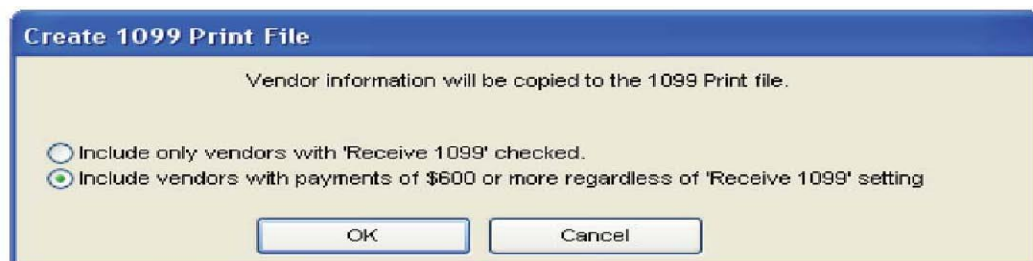 Create 1099 Print File
Vendor information will be copied to the 1099 Print file.
Include only vendors with 'Receive 1099' checked.
Include vendors with payments of $600 or more regardless of 'Receive 1099' setting
OK
Cancel